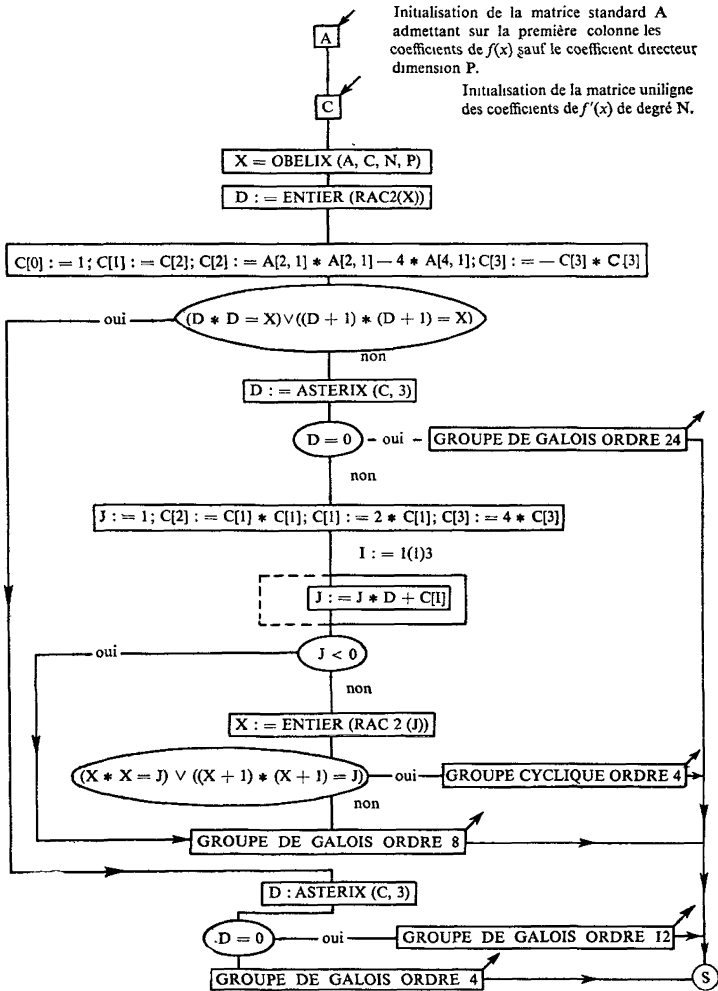 Initialisation de la matrice standard A
admettant sur la première colonne les
coefficients de f(x) sauf le coefficient directeur
dimension P.
A
Initialisation de la matrice uniligne
des coefficients de f'(x) de degré N.
C
X = OBELIX (A, C, N, P)
D : = ENTIER (RAC2(X))
C[0] : = 1; C[1] : = C[2]; C[2] : = A[2, 1] * A[2, 1] − 4 * A[4, 1]; C[3] : = − C[3] * C[3]
oui
(D * D = X) ∨ ((D + 1) * (D + 1) = X)
non
D : = ASTERIX (C, 3)
D = 0 - oui - GROUPE DE GALOIS ORDRE 24
non
J : = 1; C[2] : = C[1] * C[1]; C[1] : = 2 * C[1]; C[3] : = 4 * C[3]
I : = 1(1)3
J : = J * D + C[I]
oui
J < 0
non
X : = ENTIER (RAC 2 (J))
(X * X = J) ∨ ((X + 1) * (X + 1) = J) oui GROUPE CYCLIQUE ORDRE 4
non
GROUPE DE GALOIS ORDRE 8
D : ASTERIX (C, 3)
.D = 0 oui GROUPE DE GALOIS ORDRE 12
GROUPE DE GALOIS ORDRE 4
S